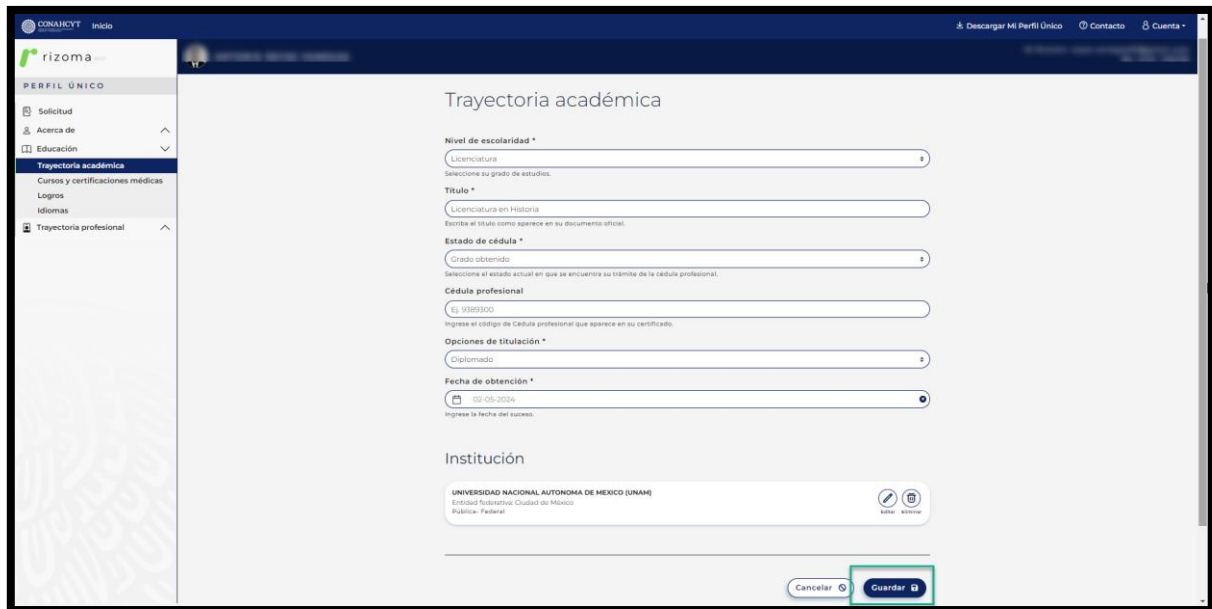 CONAHCYT Inicio
Descargar Mi Perfil Único Contacto Cuenta
rizoma
PERFIL ÚNICO
Solicitud
Acerca de
Educación
Trayectoria académica
Cursos y certificaciones médicas
Logros
Idiomas
Trayectoria profesional
Trayectoria académica
Nivel de escolaridad *
Licenciatura
Seleccione su grado de estudios.
Título *
Licenciatura en Historia
Escriba el título como aparece en su documento oficial.
Estado de cédula *
Grado obtenido
Seleccione el estado actual en que se encuentra su trámite de la cédula profesional.
Cédula profesional
Ej. 9389300
Ingrese el código de Cédula profesional que aparece en su certificado.
Opciones de titulación *
Diplomado
Fecha de obtención *
02-05-2024
Ingrese la fecha del suceso.
Institución
UNIVERSIDAD NACIONAL AUTONOMA DE MEXICO (UNAM)
Entidad federativa: Ciudad de México
Pública- Federal
Editar Eliminar
Cancelar Guardar